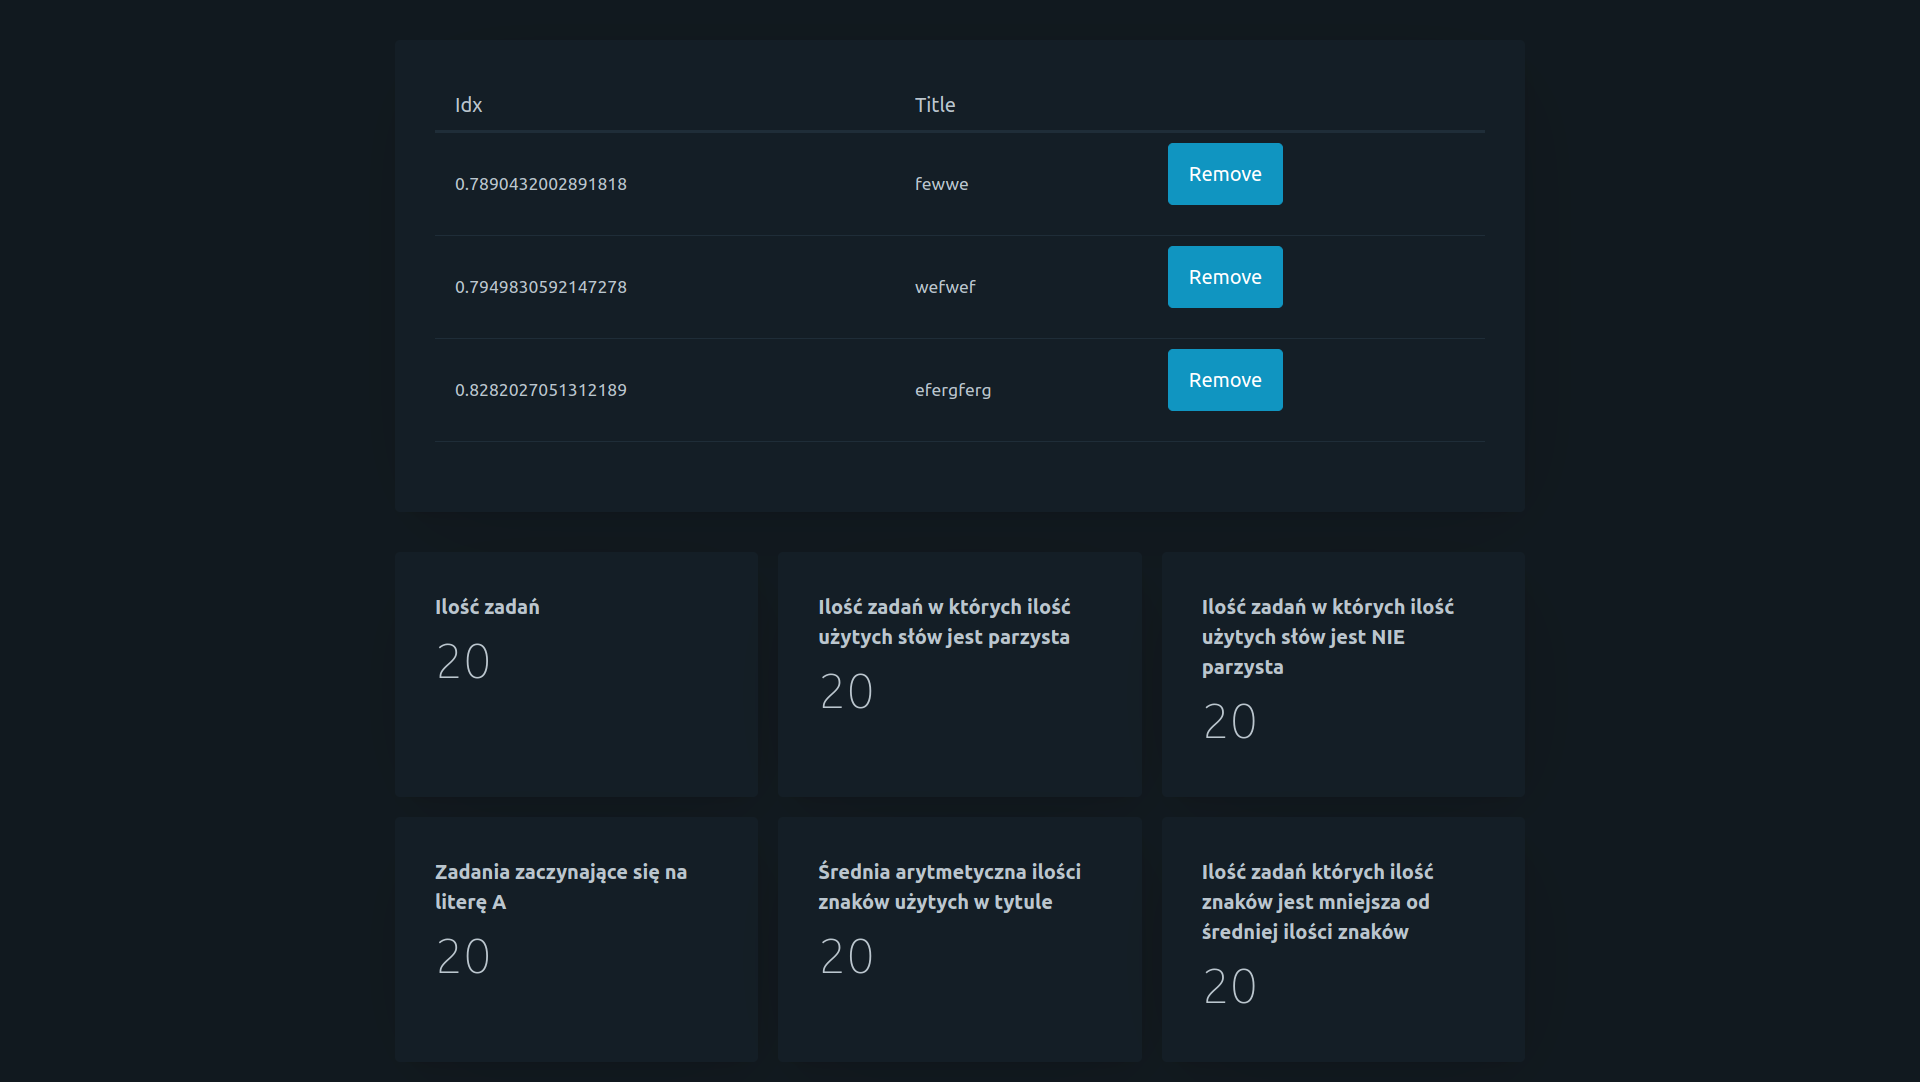 Idx Title
0.7890432002891818 fewwe Remove
0.7949830592147278 wefwef Remove
0.8282027051312189 efergferg Remove
Ilość zadań
20
Ilość zadań w których ilość
użytych słów jest parzysta
20
Ilość zadań w których ilość
użytych słów jest NIE
parzysta
20
Zadania zaczynające się na
literę A
20
Średnia arytmetyczna ilości
znaków użytych w tytule
20
Ilość zadań których ilość
znaków jest mniejsza od
średniej ilości znaków
20